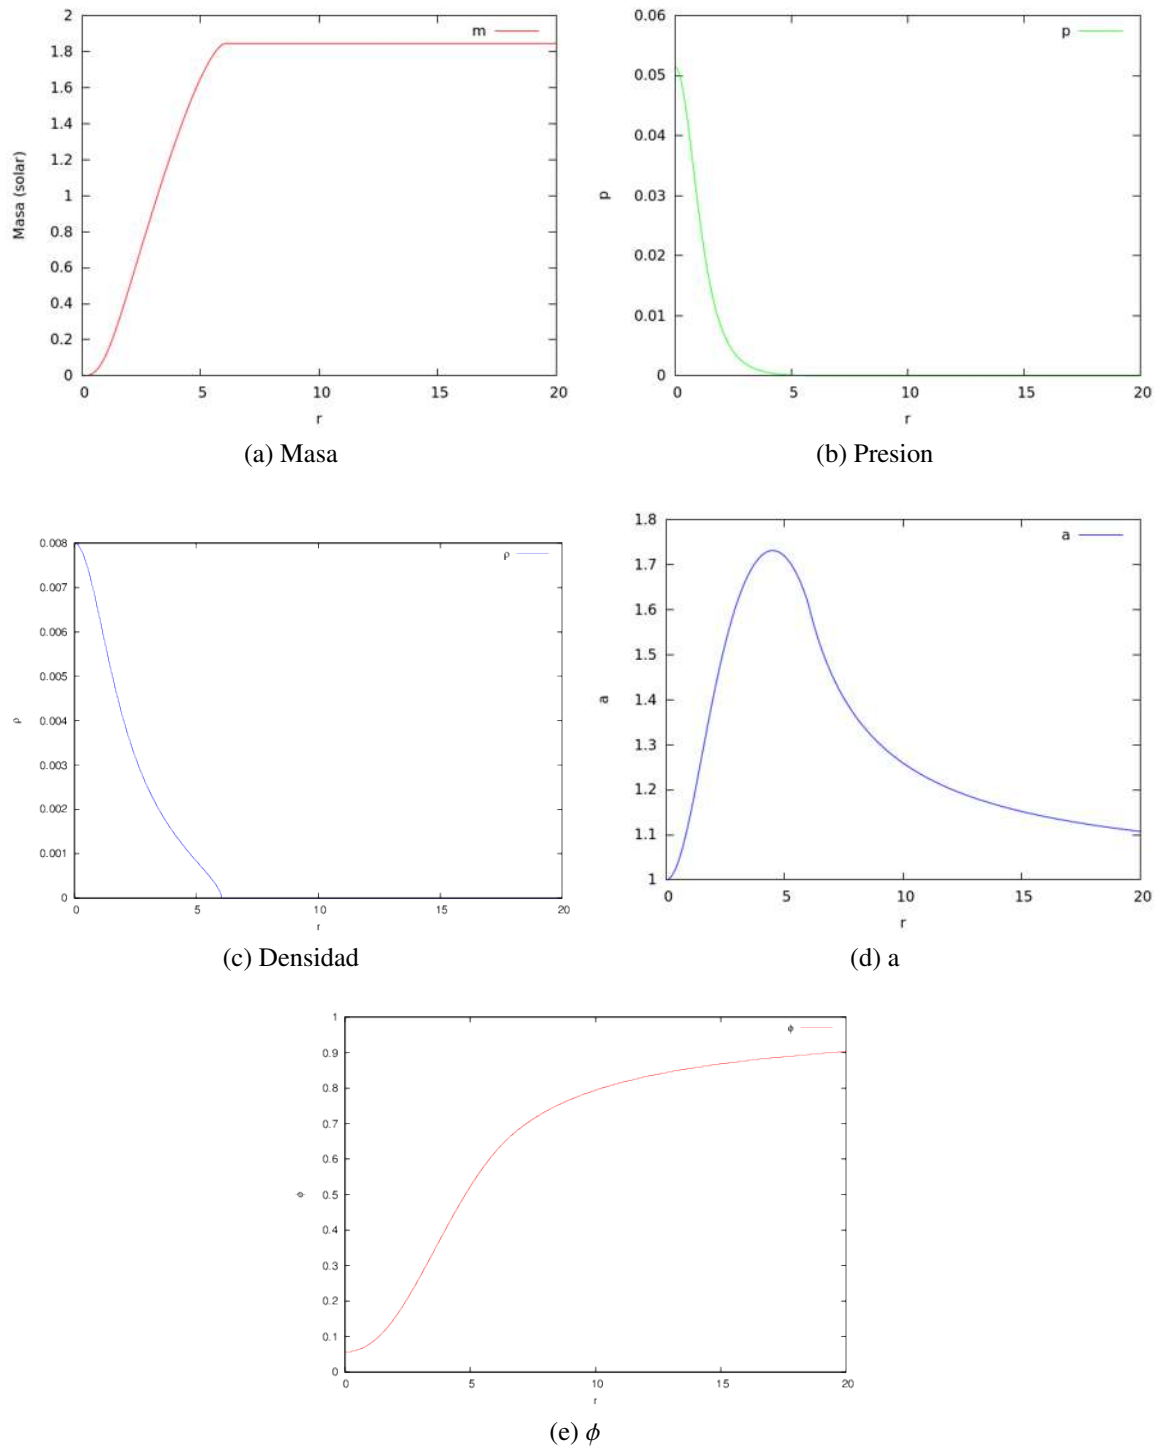 2
1.8
1.6
1.4
1.2
1
0.8
0.6
0.4
0.2
0
Masa (solar)
m
0 5 10 15 20
r
(a) Masa
0.06
0.05
0.04
0.03
0.02
0.01
0
p
p
0 5 10 15 20
r
(b) Presion
0.008
0.007
0.006
0.005
0.004
0.003
0.002
0.001
0
ρ
ρ
0 5 10 15 20
r
(c) Densidad
1.8
1.7
1.6
1.5
1.4
1.3
1.2
1.1
1
a
a
0 5 10 15 20
r
(d) a
1
0.9
0.8
0.7
0.6
0.5
0.4
0.3
0.2
0.1
0
ϕ
ϕ
0 5 10 15 20
r
(e) ϕ